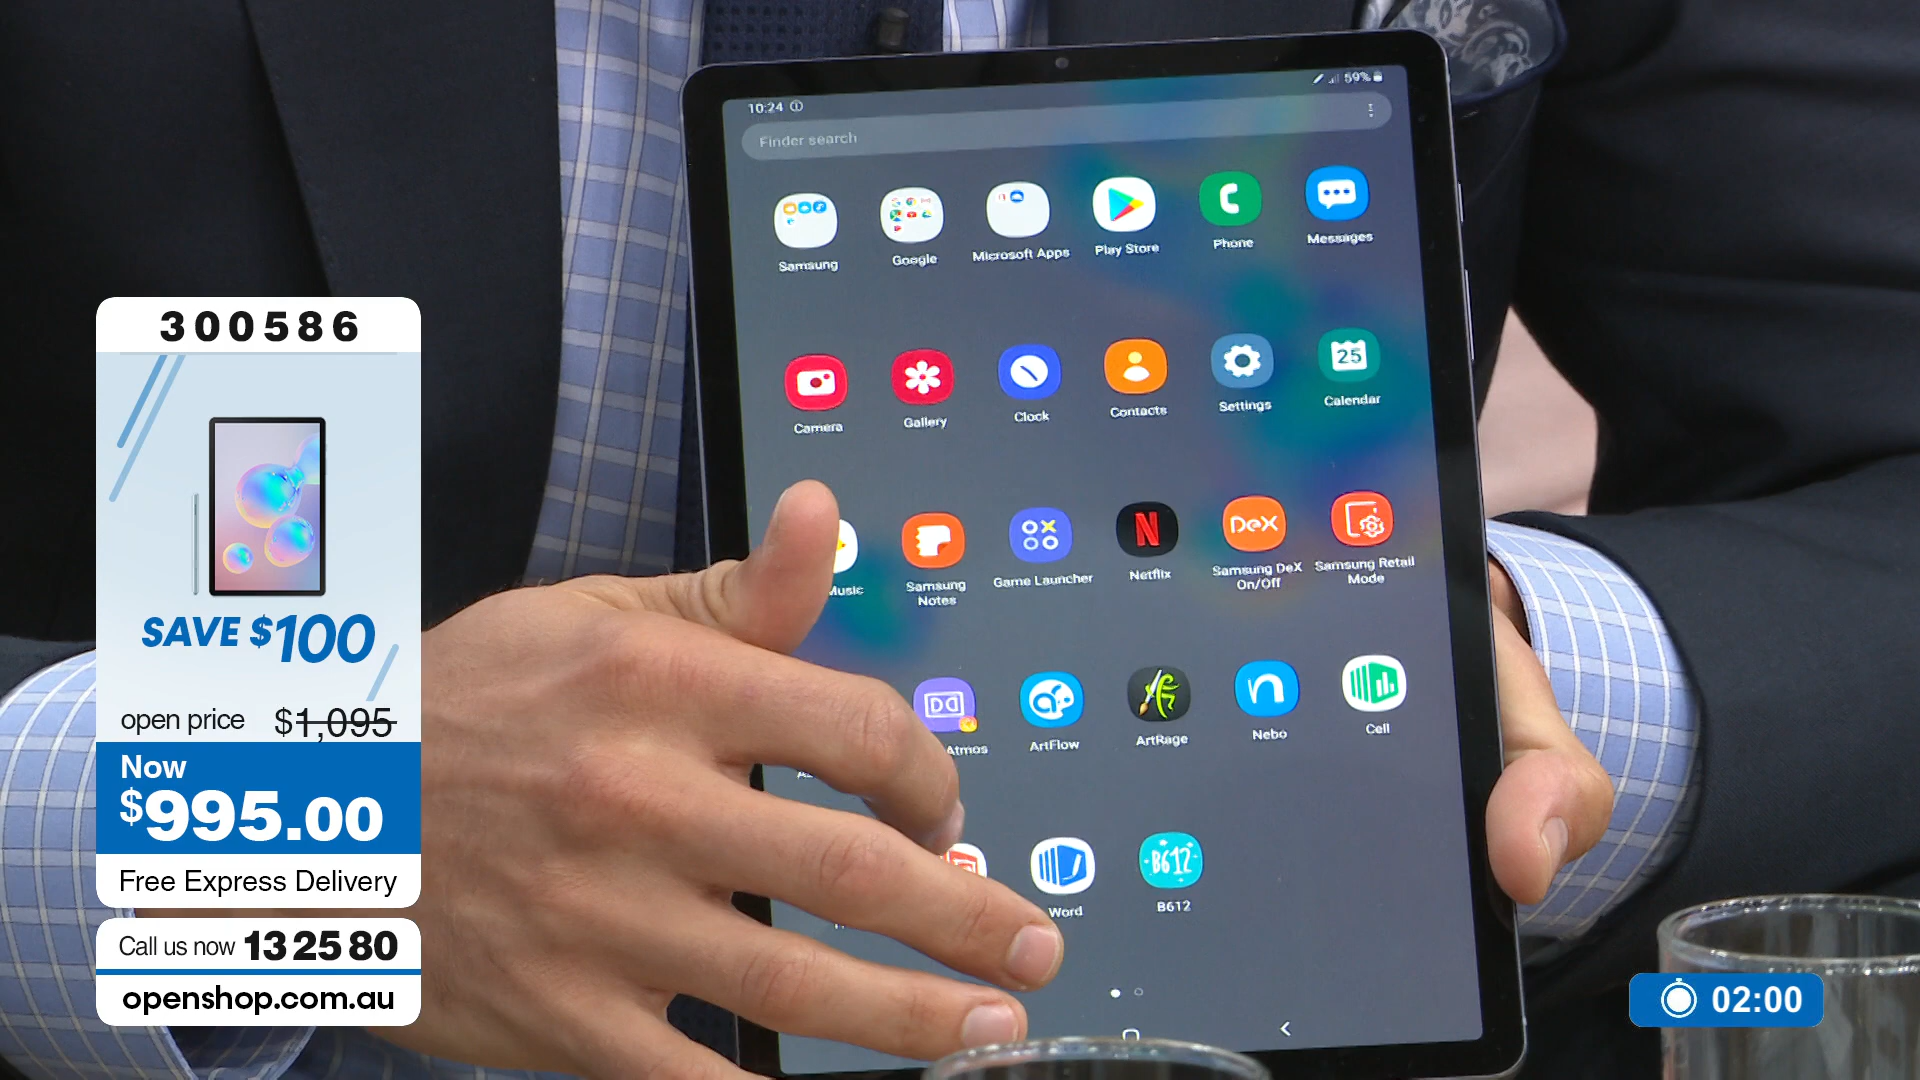 300586
SAVE $100
open price $1,095
Now
$995.00
Free Express Delivery
Call us now 13 25 80
openshop.com.au
10:24
59%
Finder search
Samsung
Google
Microsoft Apps
Play Store
Phone
Messages
Camera
Gallery
Clock
Contacts
Settings
25
Calendar
Music
Samsung
Notes
Game Launcher
N
Netflix
DeX
Samsung DeX
On/Off
Samsung Retail
Mode
Atmos
ArtFlow
ArtRage
n
Nebo
Cell
Word
B612
B612
02:00